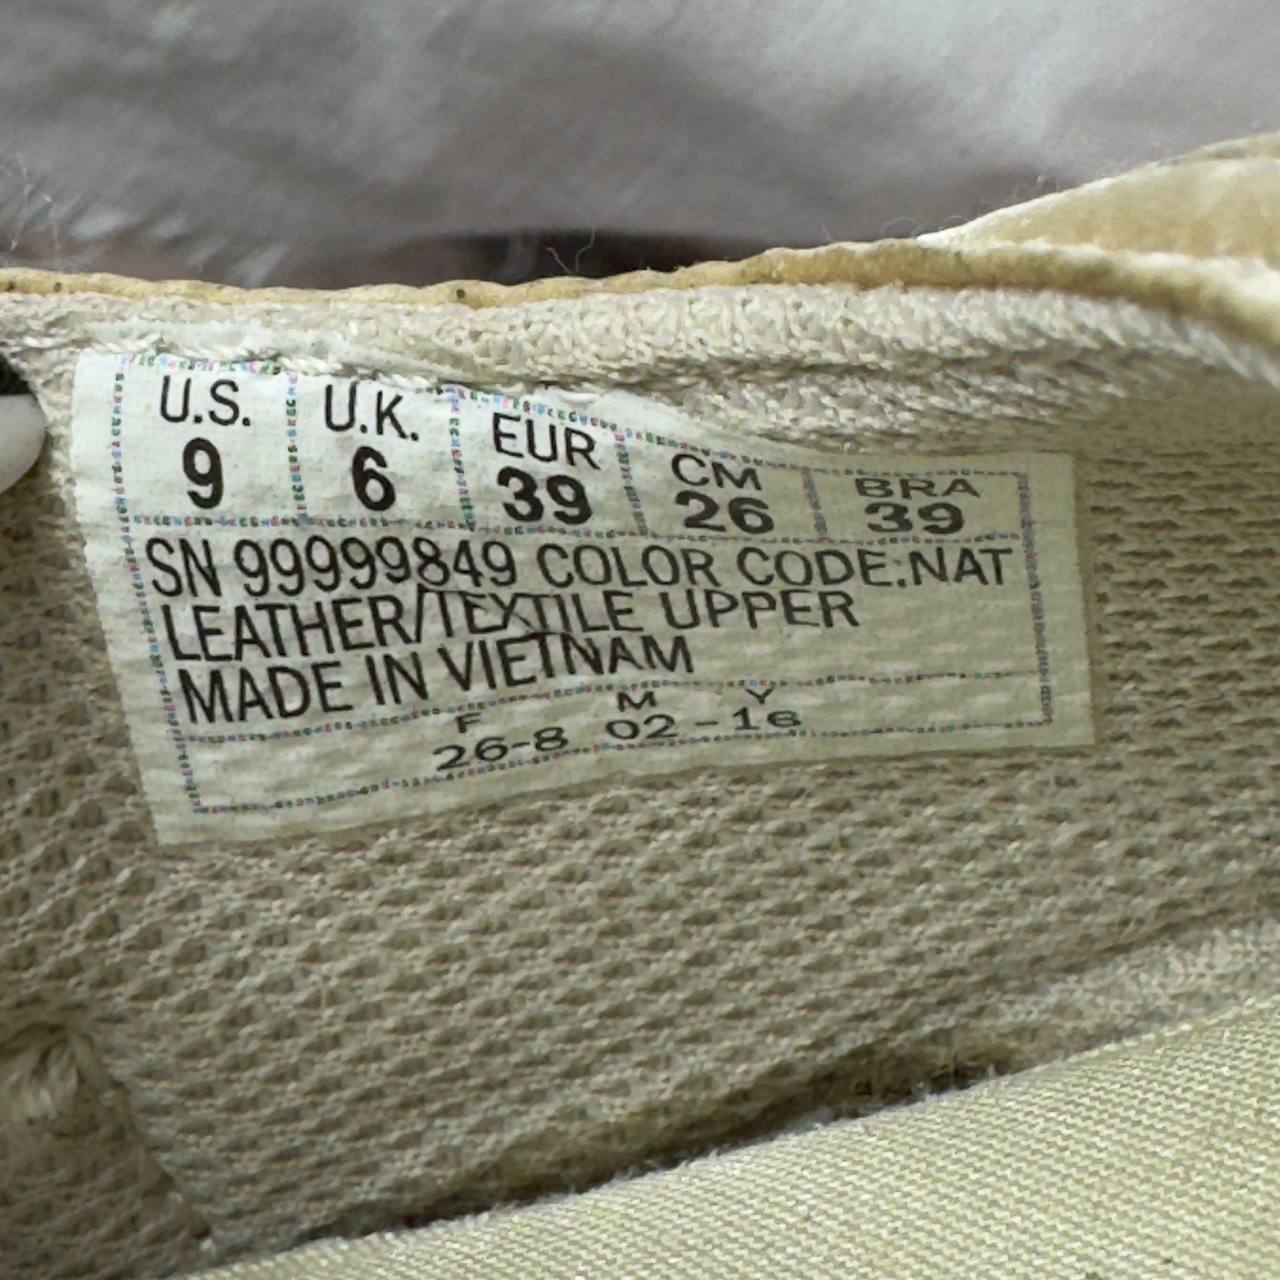 U.S. U.K. EUR CM BRA
9 6 39 26 39
SN 99999849 COLOR CODE:NAT
LEATHER/TEXTILE UPPER
MADE IN VIETNAM
F M Y
26-8 02-16